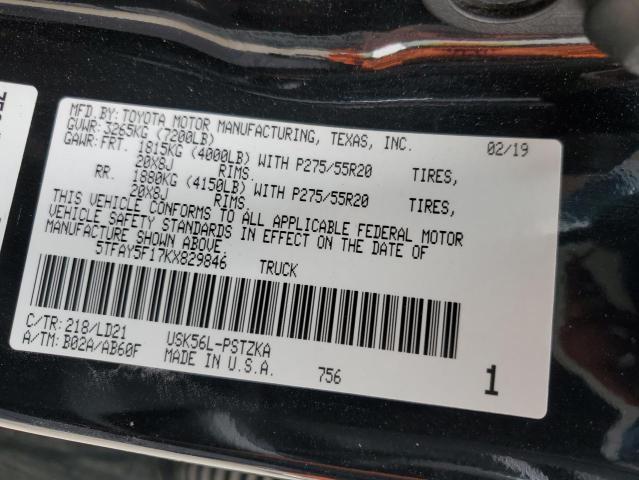 MFD.BY: TOYOTA MOTOR MANUFACTURING, TEXAS, INC. 02/19
GVWR: 3265KG (7200LB)
GAWR: FRT. 1815KG (4000LB) WITH P275/55R20 TIRES,
20X8J RIMS.
RR. 1880KG (4150LB) WITH P275/55R20 TIRES,
20X8J RIMS.
THIS VEHICLE CONFORMS TO ALL APPLICABLE FEDERAL MOTOR
VEHICLE SAFETY STANDARDS IN EFFECT ON THE DATE OF
MANUFACTURE SHOWN ABOVE
5TFAY5F17KX829846 TRUCK
C/TR: 218/LD21 USK56L-PSTZKA
A/TM: B02A/AB60F MADE IN U.S.A. 756 1